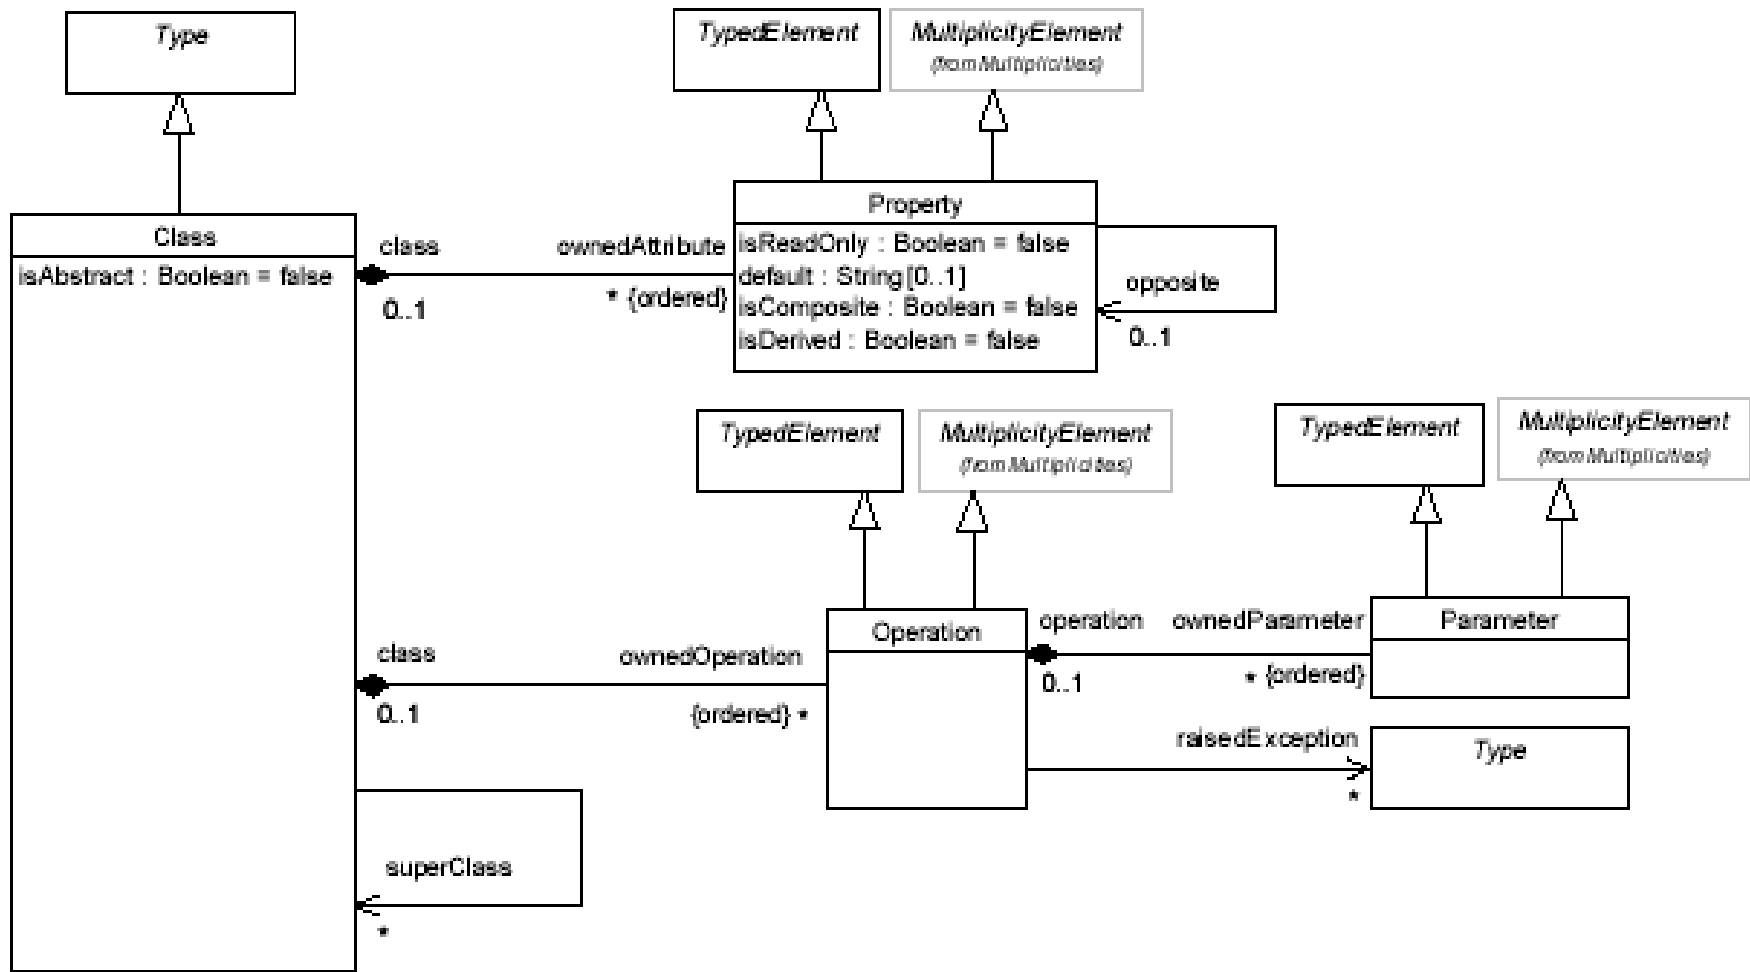 Type
TypedElement
MultiplicityElement
(from Multiplicities)
Class
isAbstract : Boolean = false
class
0..1
ownedAttribute
* {ordered}
Property
isReadOnly : Boolean = false
default : String [0..1]
isComposite : Boolean = false
isDerived : Boolean = false
opposite
0..1
TypedElement
MultiplicityElement
(from Multiplicities)
TypedElement
MultiplicityElement
(from Multiplicities)
class
0..1
ownedOperation
{ordered} *
Operation
operation
0..1
ownedParameter
* {ordered}
Parameter
raisedException
*
Type
superClass
*